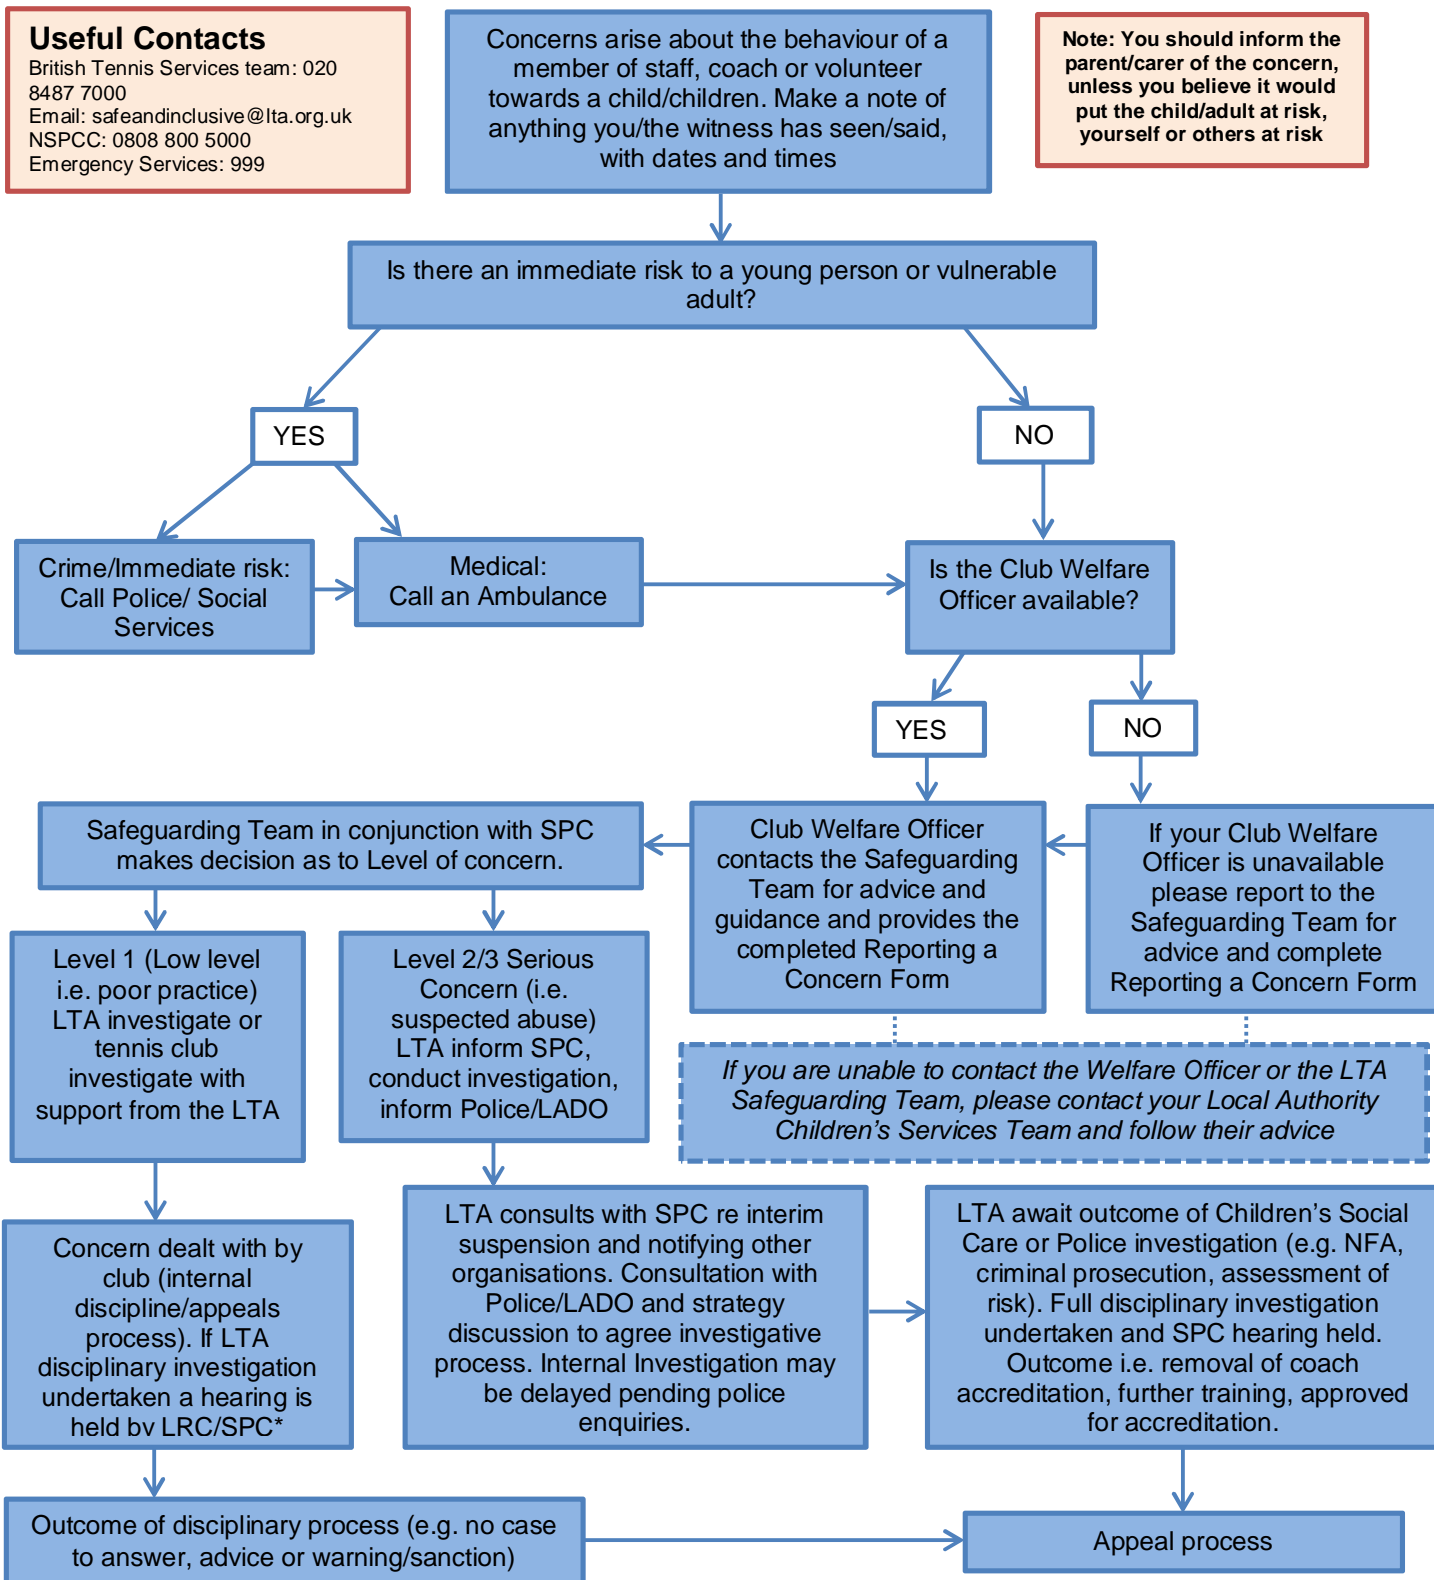 Useful Contacts
British Tennis Services team: 020
8487 7000
Email: safeandinclusive@lta.org.uk
NSPCC: 0808 800 5000
Emergency Services: 999
Concerns arise about the behaviour of a
member of staff, coach or volunteer
towards a child/children. Make a note of
anything you/the witness has seen/said,
with dates and times
Note: You should inform the
parent/carer of the concern,
unless you believe it would
put the child/adult at risk,
yourself or others at risk
Is there an immediate risk to a young person or vulnerable
adult?
YES
NO
Crime/Immediate risk:
Call Police/ Social
Services
Medical:
Call an Ambulance
Is the Club Welfare
Officer available?
YES
NO
Safeguarding Team in conjunction with SPC
makes decision as to Level of concern.
Club Welfare Officer
contacts the Safeguarding
Team for advice and
guidance and provides the
completed Reporting a
Concern Form
If your Club Welfare
Officer is unavailable
please report to the
Safeguarding Team for
advice and complete
Reporting a Concern Form
Level 1 (Low level
i.e. poor practice)
LTA investigate or
tennis club
investigate with
support from the LTA
Level 2/3 Serious
Concern (i.e.
suspected abuse)
LTA inform SPC,
conduct investigation,
inform Police/LADO
If you are unable to contact the Welfare Officer or the LTA
Safeguarding Team, please contact your Local Authority
Children's Services Team and follow their advice
Concern dealt with by
club (internal
discipline/appeals
process). If LTA
disciplinary investigation
undertaken a hearing is
held by LRC/SPC*
LTA consults with SPC re interim
suspension and notifying other
organisations. Consultation with
Police/LADO and strategy
discussion to agree investigative
process. Internal Investigation may
be delayed pending police
enquiries.
LTA await outcome of Children's Social
Care or Police investigation (e.g. NFA,
criminal prosecution, assessment of
risk). Full disciplinary investigation
undertaken and SPC hearing held.
Outcome i.e. removal of coach
accreditation, further training, approved
for accreditation.
Outcome of disciplinary process (e.g. no case
to answer, advice or warning/sanction)
Appeal process